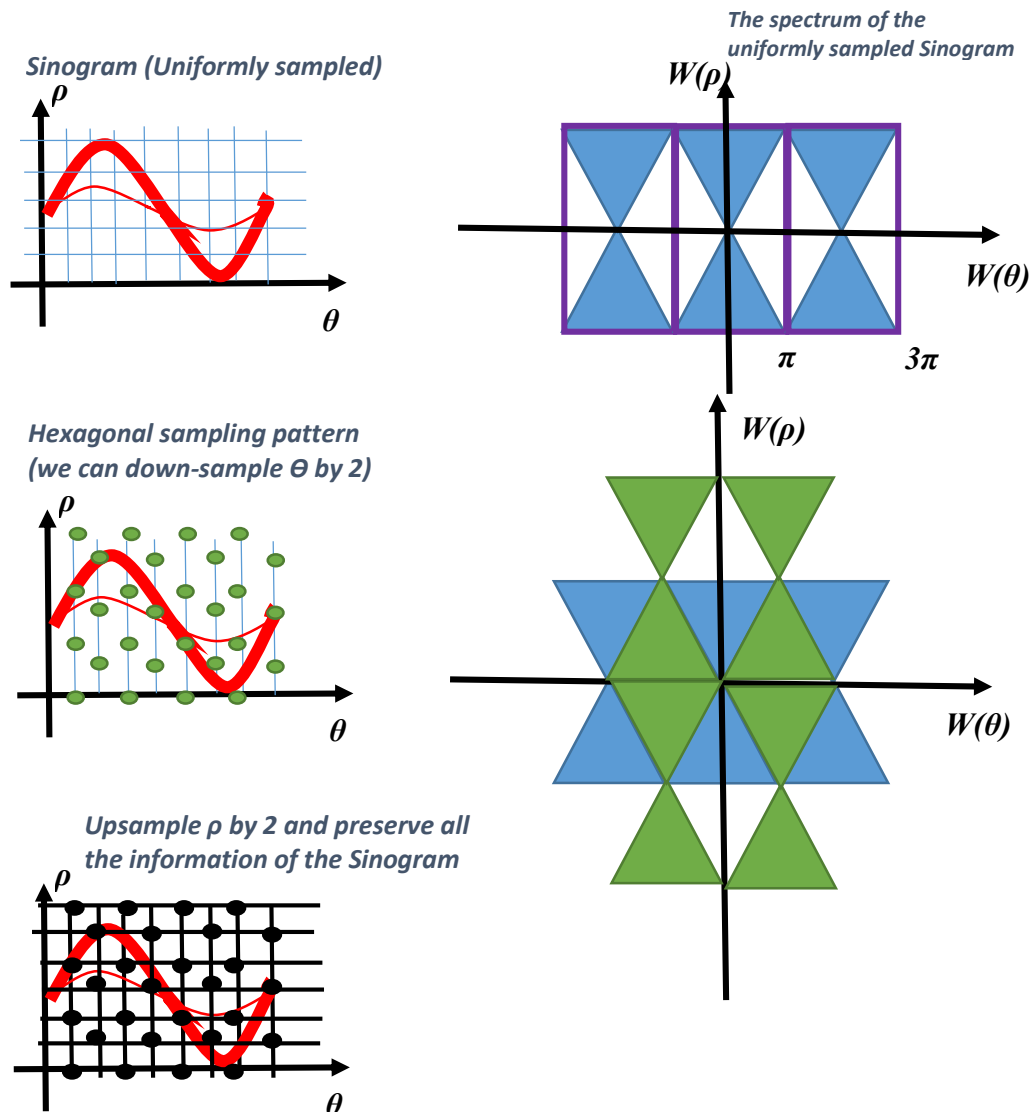 The spectrum of the
uniformly sampled Sinogram
Sinogram (Uniformly sampled)
ρ
θ
W(ρ)
W(θ)
π
3π
Hexagonal sampling pattern
(we can down-sample Θ by 2)
ρ
θ
W(ρ)
W(θ)
Upsample ρ by 2 and preserve all
the information of the Sinogram
ρ
θ